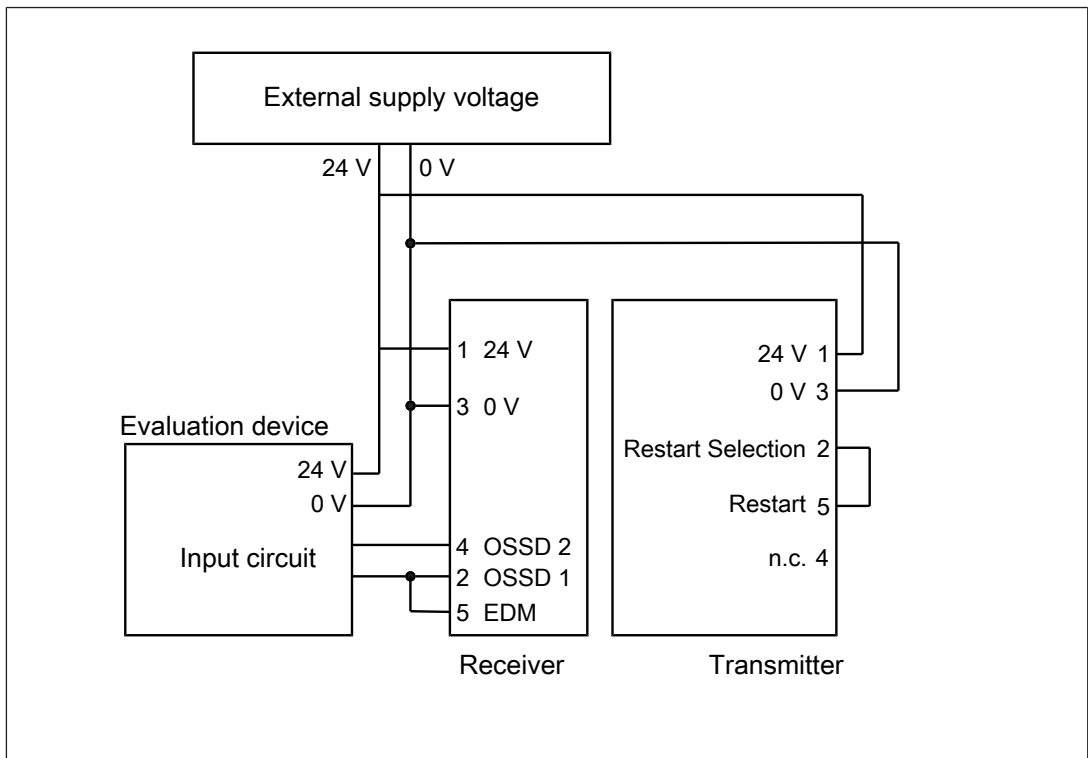 External supply voltage
24 V 0 V
1 24 V
24 V 1
3 0 V
0 V 3
Evaluation device
24 V
0 V
Restart Selection 2
Restart 5
Input circuit
4 OSSD 2
2 OSSD 1
5 EDM
n.c. 4
Receiver
Transmitter